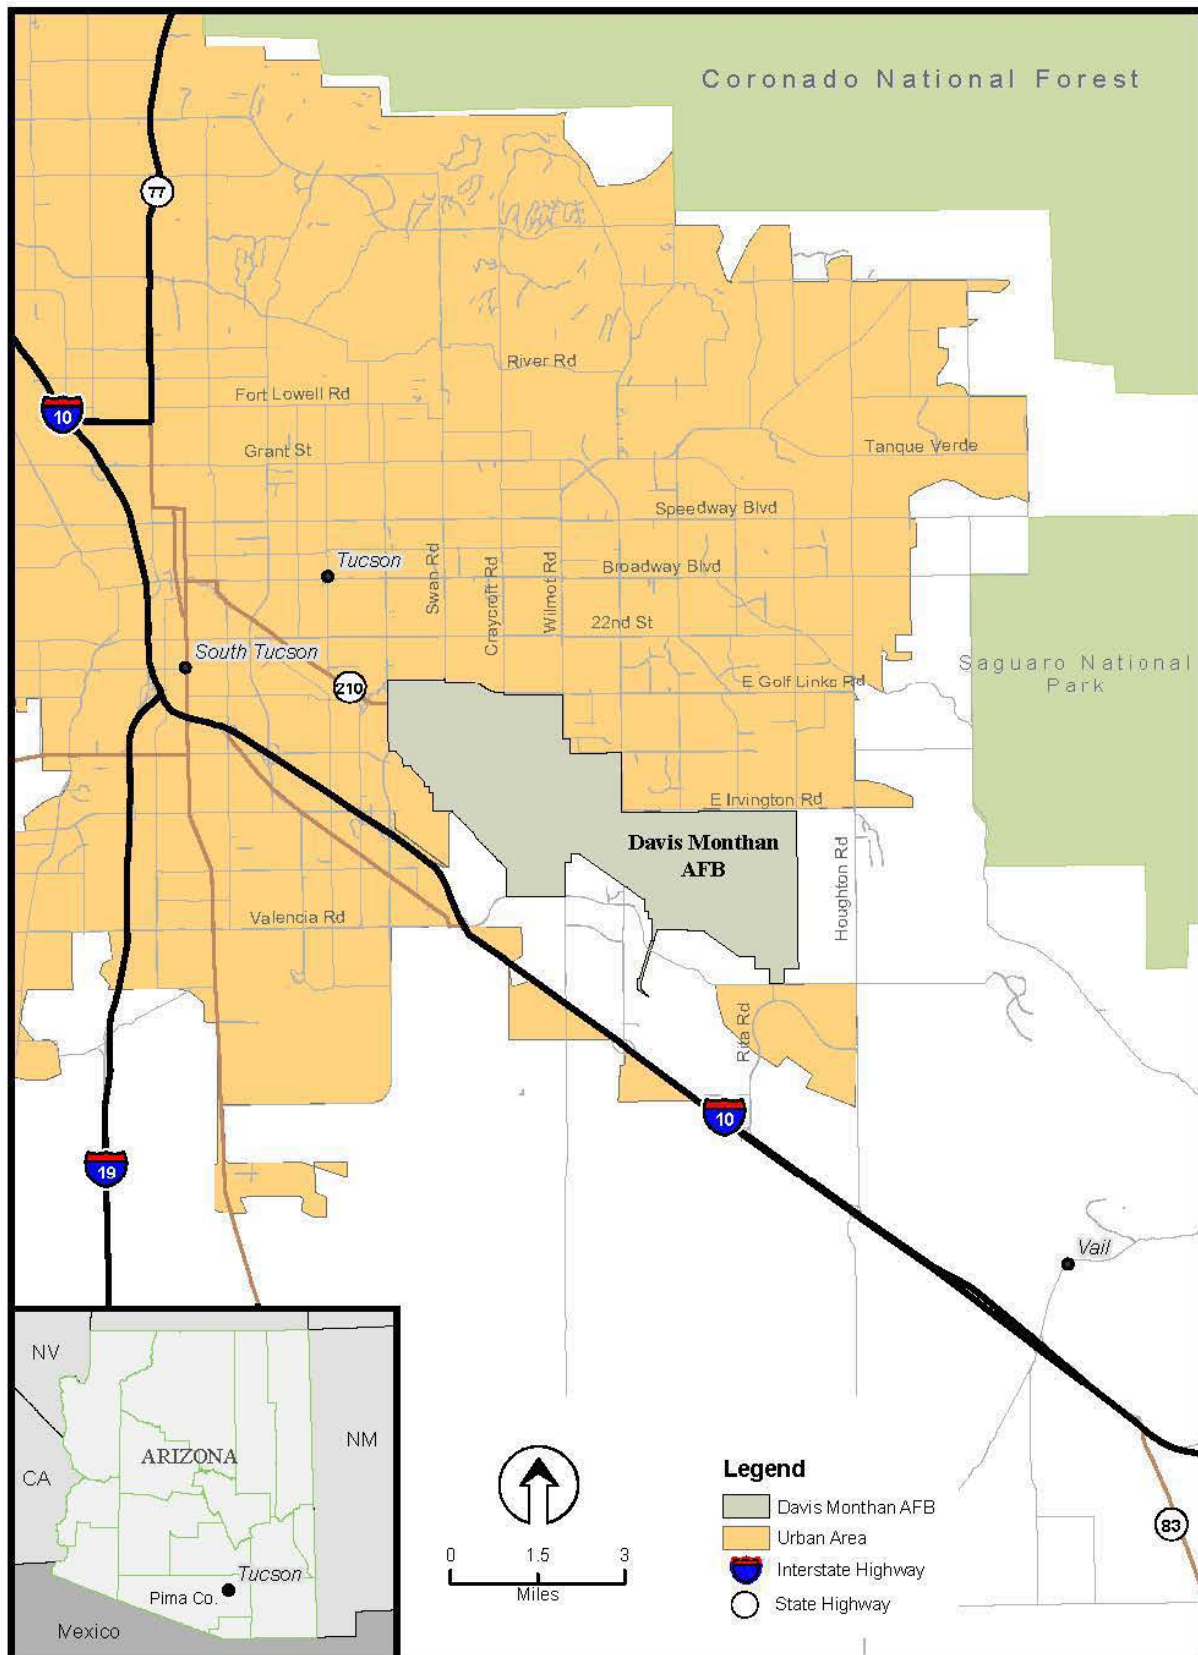 Coronado National Forest
77
River Rd
Fort Lowell Rd
10
Grant St
Tanque Verde
Speedway Blvd
Tucson
Swan Rd
Craycroft Rd
Wilmot Rd
Broadway Blvd
22nd St
South Tucson
Saguaro National
Park
210
E Golf Links Rd
E Irvington Rd
Davis Monthan
AFB
Houghton Rd
Valencia Rd
Rita Rd
10
19
Vail
NV
CA
ARIZONA
NM
Tucson
Pima Co.
Mexico
0 1.5 3
Miles
Legend
Davis Monthan AFB
Urban Area
Interstate Highway
State Highway
83